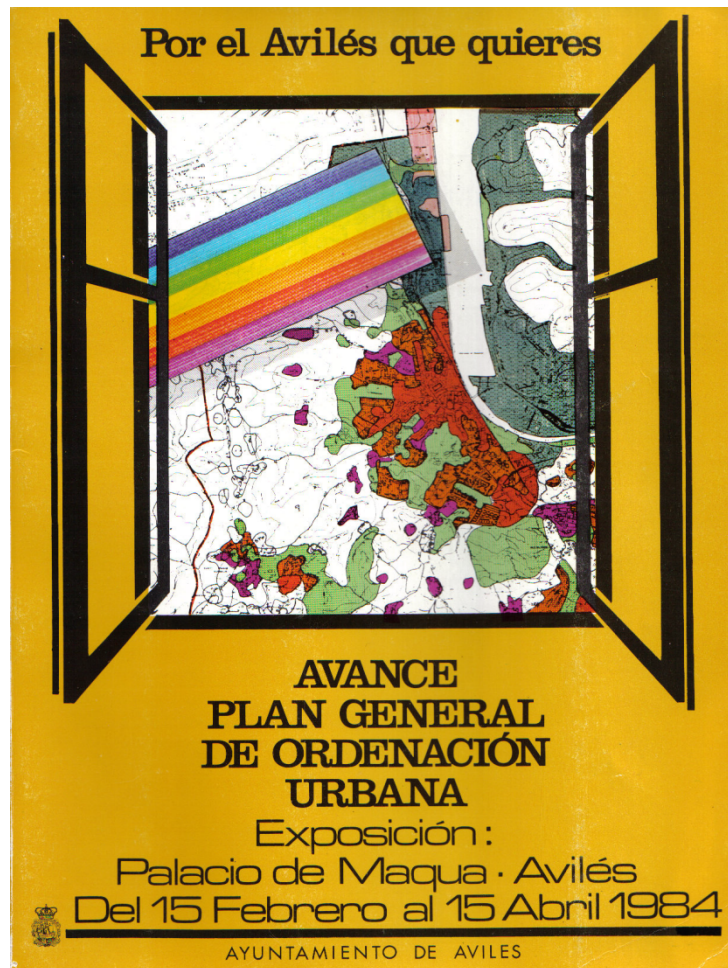 Por el Avilés que quieres
AVANCE
PLAN GENERAL
DE ORDENACIÓN
URBANA
Exposición :
Palacio de Maqua · Avilés
Del 15 Febrero al 15 Abril 1984
AYUNTAMIENTO DE AVILES